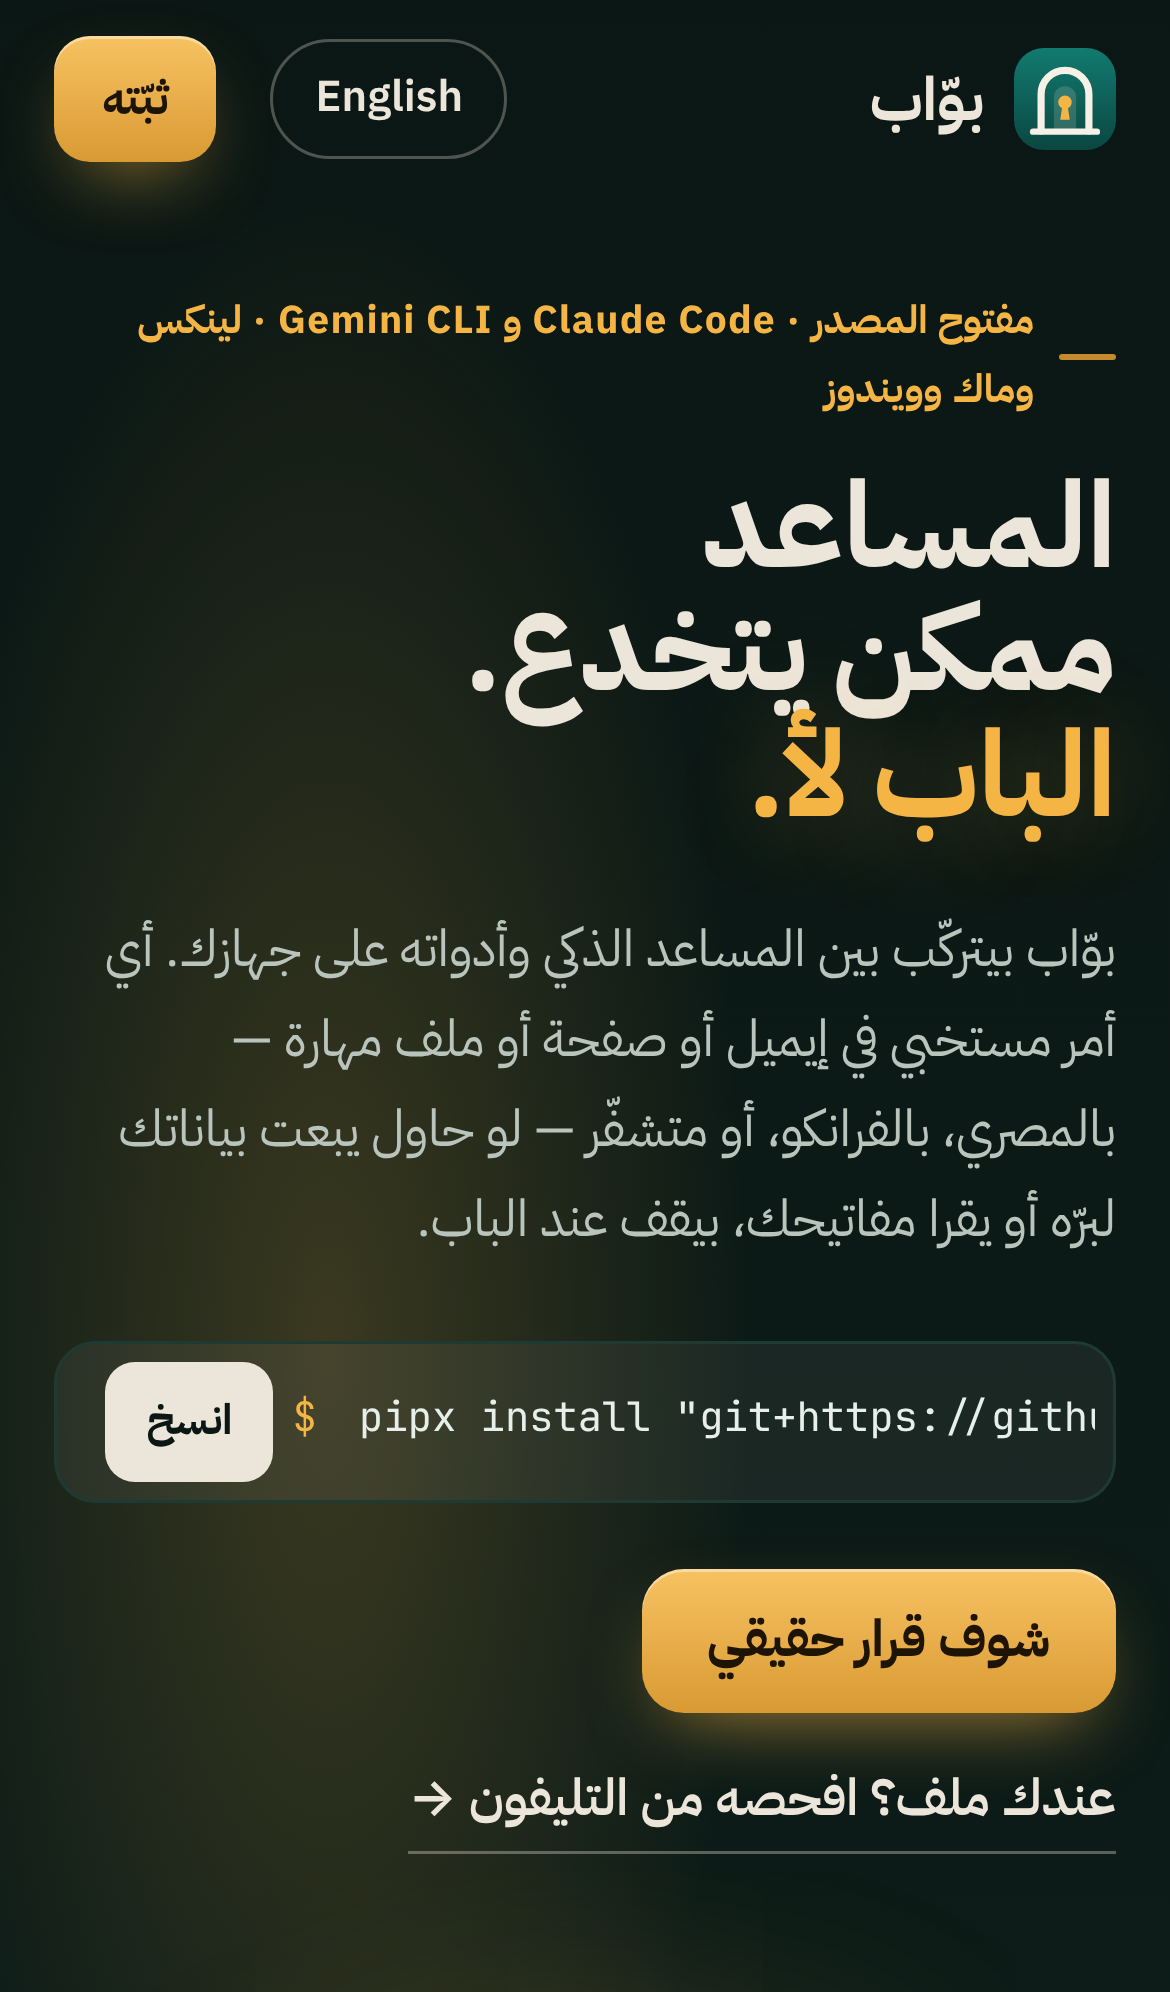 بوّاب
English
ثبّته
مفتوح المصدر · Claude Code و Gemini CLI · لينكس
وماك وويندوز
المساعد
ممكن يتخدع.
الباب لأ.
بوّاب بيتركّب بين المساعد الذكي وأدواته على جهازك. أي
أمر مستخبي في إيميل أو صفحة أو ملف مهارة —
بالمصري، بالفرانكو، أو متشفّر — لو حاول يبعت بياناتك
لبرّه أو يقرا مفاتيحك، بيقف عند الباب.
$ pipx install "git+https://gith
انسخ
شوف قرار حقيقي
عندك ملف؟ افحصه من التليفون →